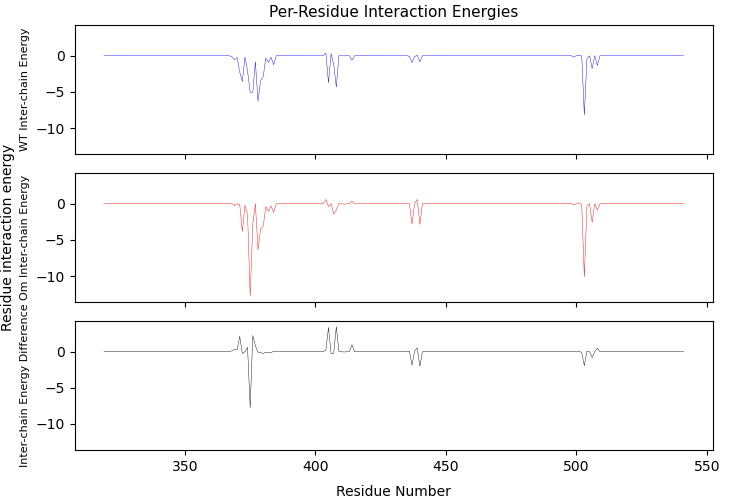 Per-Residue Interaction Energies
Residue interaction energy
WT Inter-chain Energy
0
−5
−10
Om Inter-chain Energy
0
−5
−10
Inter-chain Energy Difference
0
−5
−10
350
400
450
500
550
Residue Number